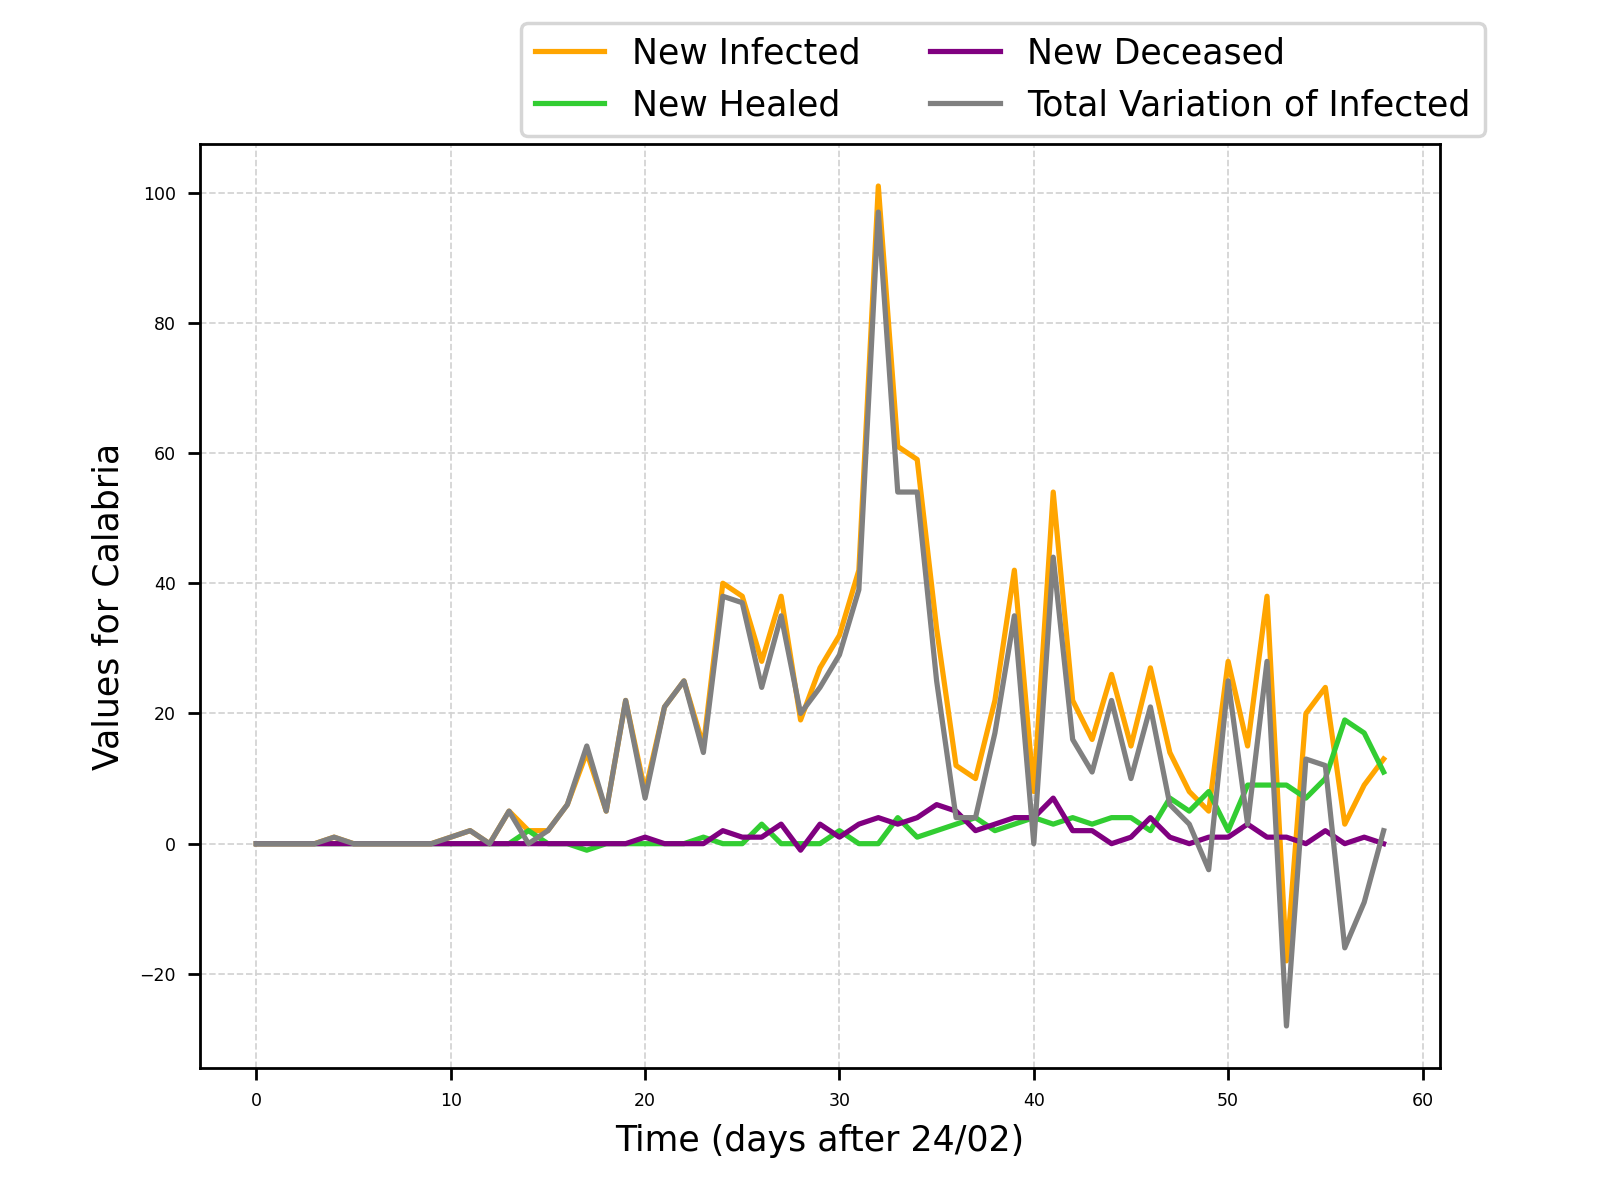 New Infected
New Healed
New Deceased
Total Variation of Infected
100
80
60
40
20
0
−20
Values for Calabria
0 10 20 30 40 50 60
Time (days after 24/02)